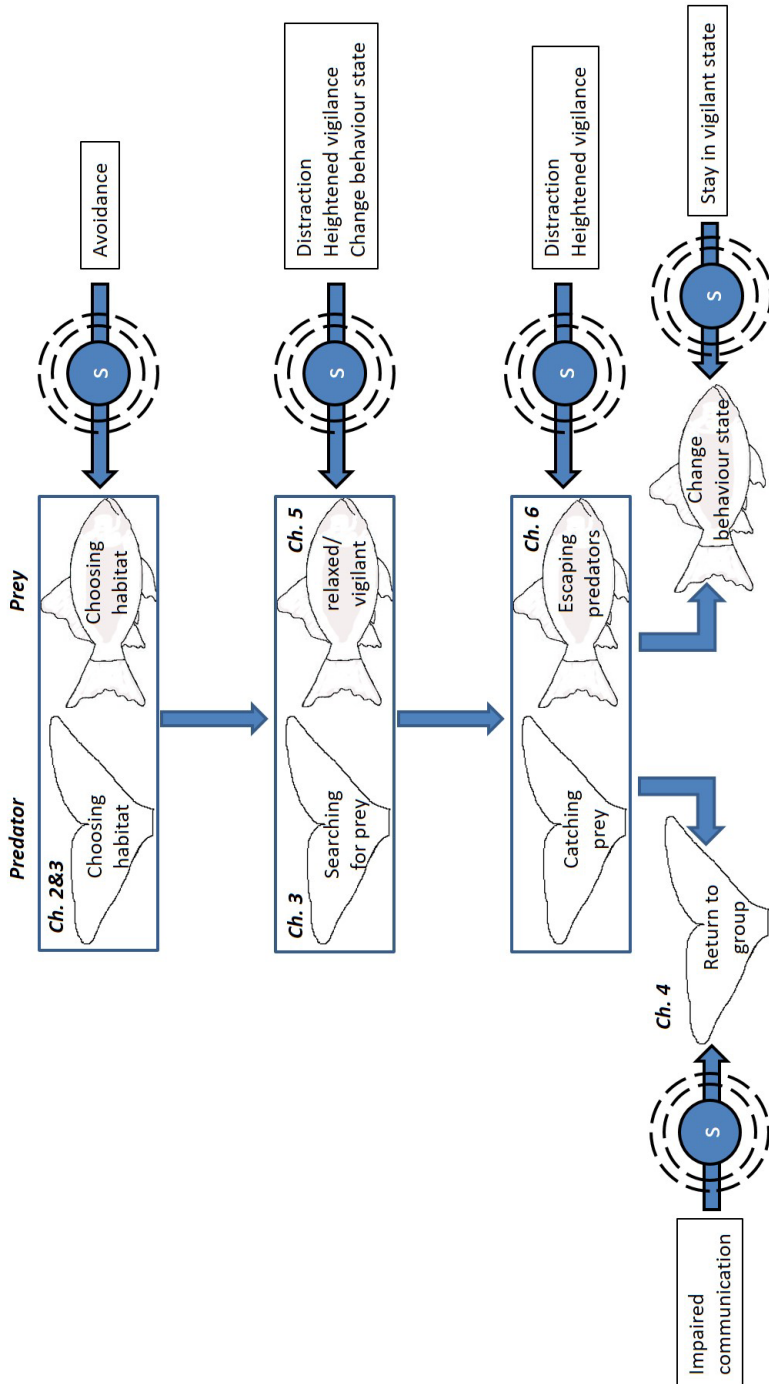 Predator
Prey
Ch. 2&3
Choosing
habitat
Choosing
habitat
S
Avoidance
Ch. 3
Searching
for prey
Ch. 5
relaxed/
vigilant
S
Distraction
Heightened vigilance
Change behaviour state
Catching
prey
Ch. 6
Escaping
predators
S
Distraction
Heightened vigilance
Impaired
communication
S
Ch. 4
Return to
group
Change
behaviour state
S
Stay in vigilant state